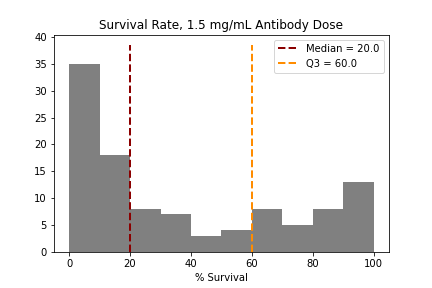 Survival Rate, 1.5 mg/mL Antibody Dose
Median = 20.0
Q3 = 60.0
40
35
30
25
20
15
10
5
0
0 20 40 60 80 100
% Survival